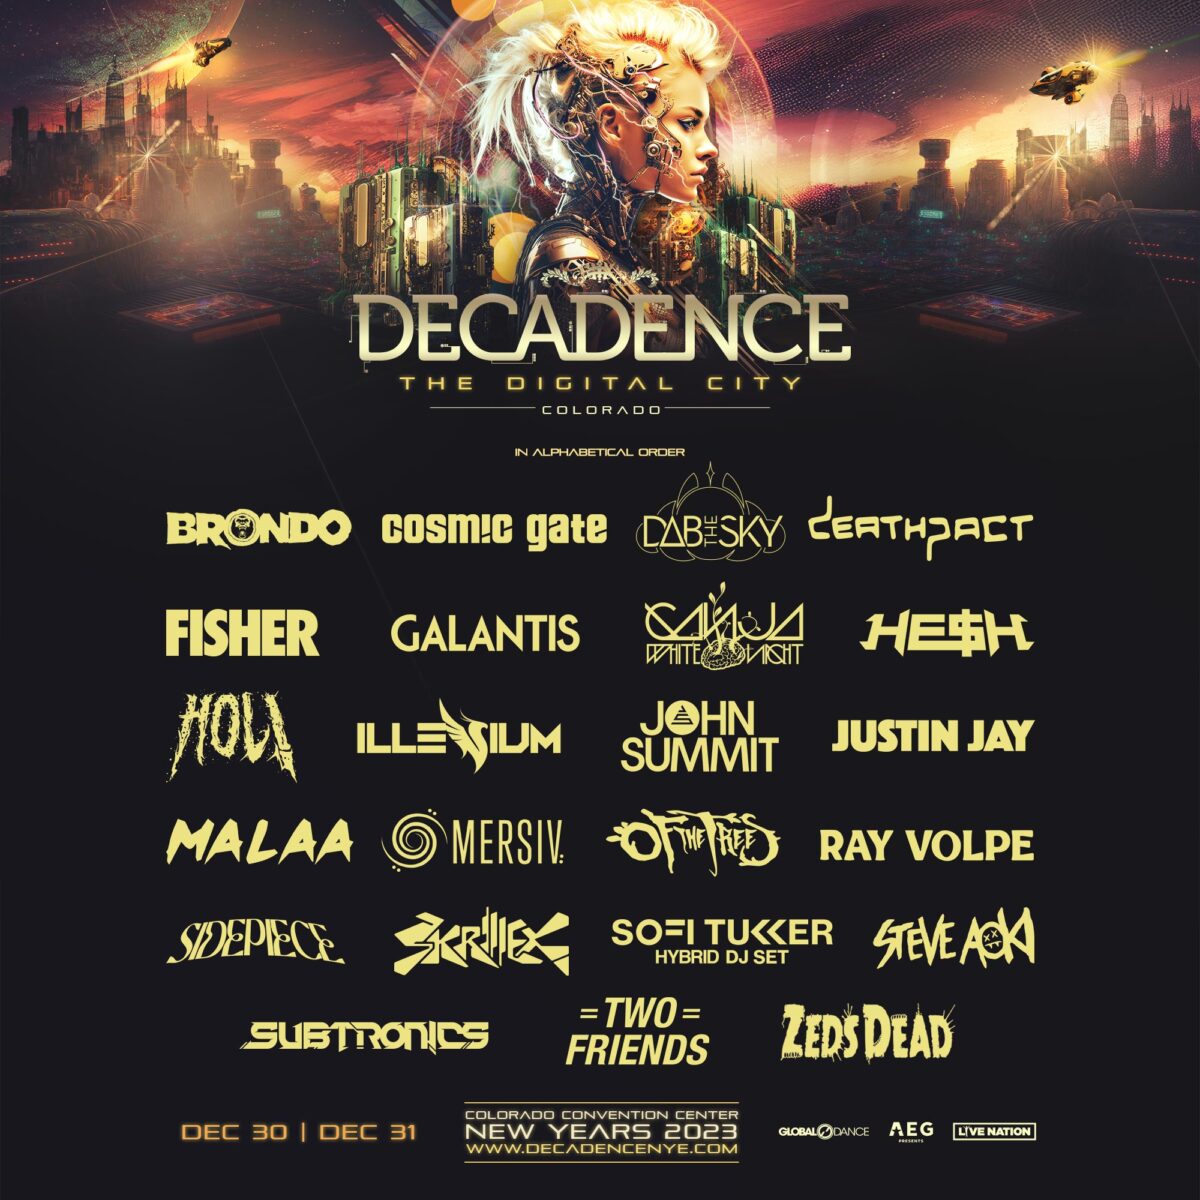 DECADENCE
THE DIGITAL CITY
COLORADO
IN ALPHABETICAL ORDER
BRONDO cosmic gate DAB THE SKY deathpact
FISHER GALANTIS GANJA WHITE NIGHT HE$H
HOL! ILLENIUM JOHN SUMMIT JUSTIN JAY
MALAA MERSIV. OF THE TREES RAY VOLPE
SIDEPIECE SKRILLEX SOFI TUKKER HYBRID DJ SET STEVE AOKI
SUBTRONICS =TWO= FRIENDS ZEDS DEAD
DEC 30 | DEC 31
COLORADO CONVENTION CENTER
NEW YEARS 2023
WWW.DECADENCENYE.COM
GLOBAL DANCE AEG PRESENTS LIVE NATION